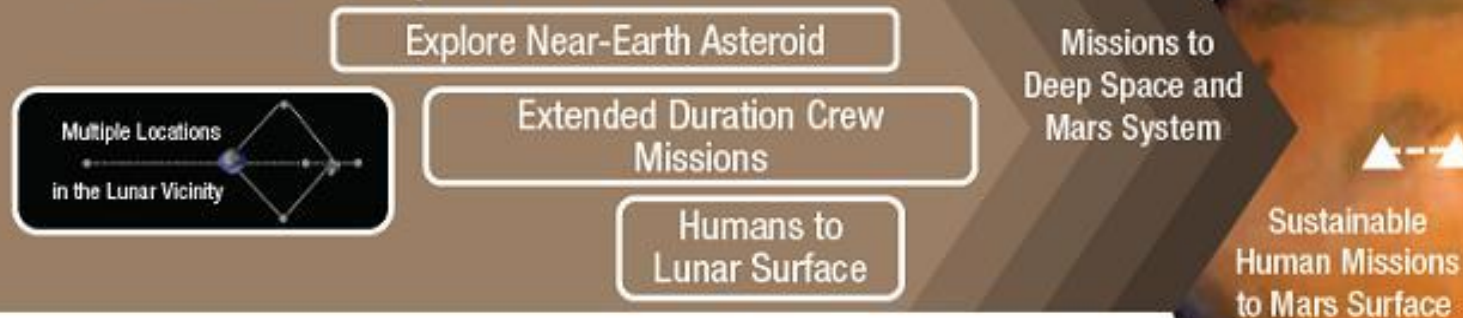 Explore Near-Earth Asteroid
Multiple Locations
in the Lunar Vicinity
Extended Duration Crew
Missions
Humans to
Lunar Surface
Missions to
Deep Space and
Mars System
Sustainable
Human Missions
to Mars Surface